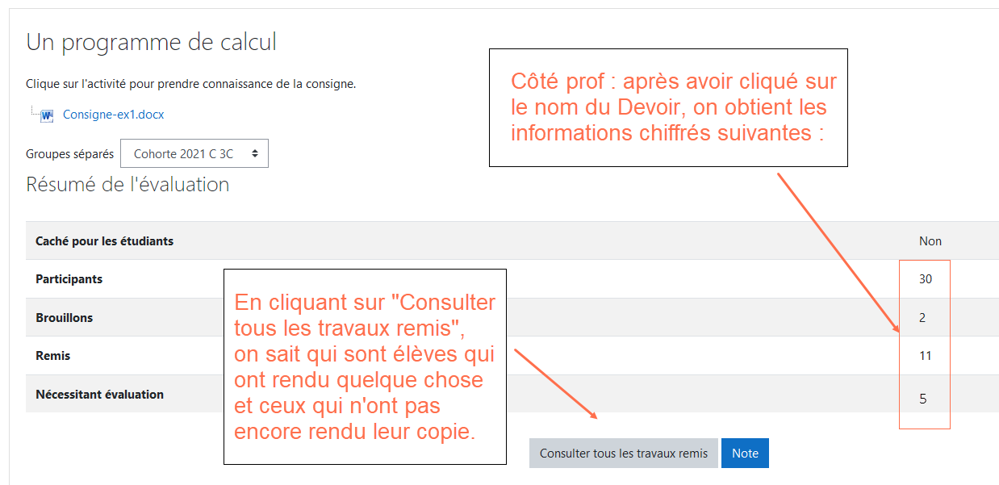 Un programme de calcul
Clique sur l'activité pour prendre connaissance de la consigne.
Consigne-ex1.docx
Groupes séparés Cohorte 2021 C 3C
Résumé de l'évaluation
Côté prof : après avoir cliqué sur
le nom du Devoir, on obtient les
informations chiffrés suivantes :
Caché pour les étudiants Non
Participants 30
Brouillons 2
Remis 11
Nécessitant évaluation 5
En cliquant sur "Consulter
tous les travaux remis",
on sait qui sont élèves qui
ont rendu quelque chose
et ceux qui n'ont pas
encore rendu leur copie.
Consulter tous les travaux remis Note